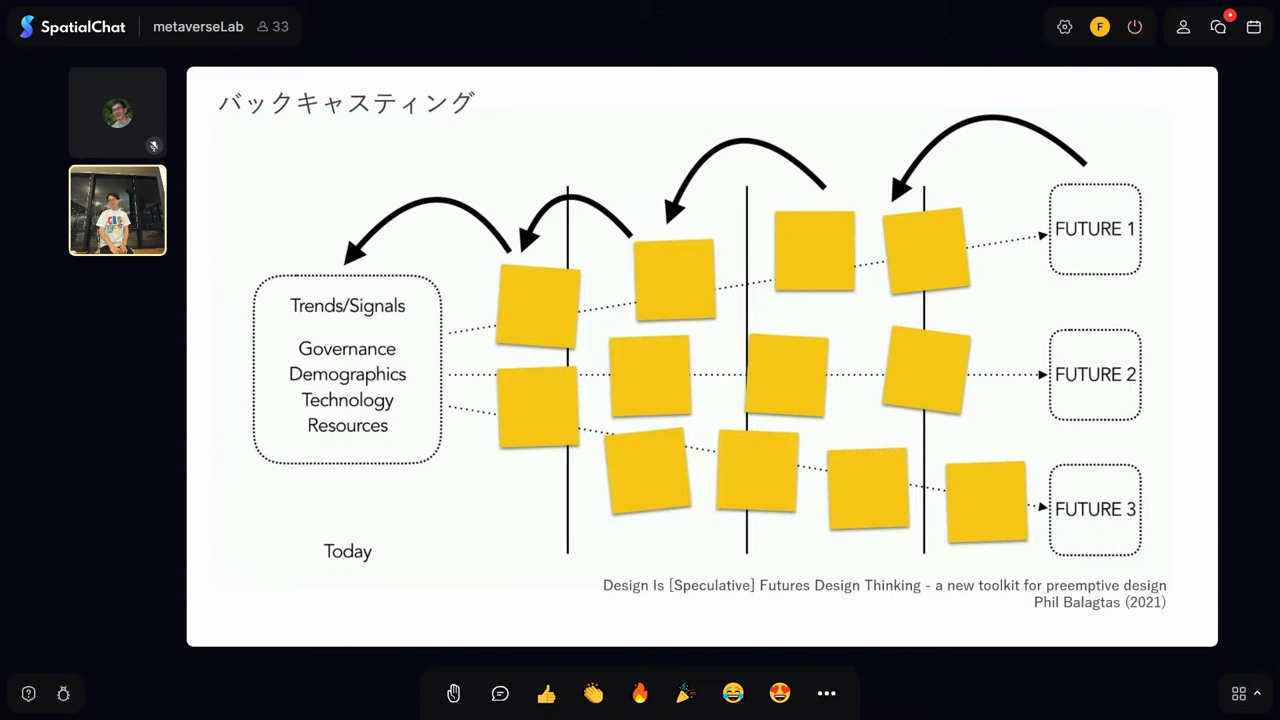 SpatialChat
metaverseLab
33
F
バックキャスティング
FUTURE 1
Trends/Signals
Governance
Demographics
Technology
Resources
FUTURE 2
FUTURE 3
Today
Design Is [Speculative] Futures Design Thinking - a new toolkit for preemptive design
Phil Balagtas (2021)